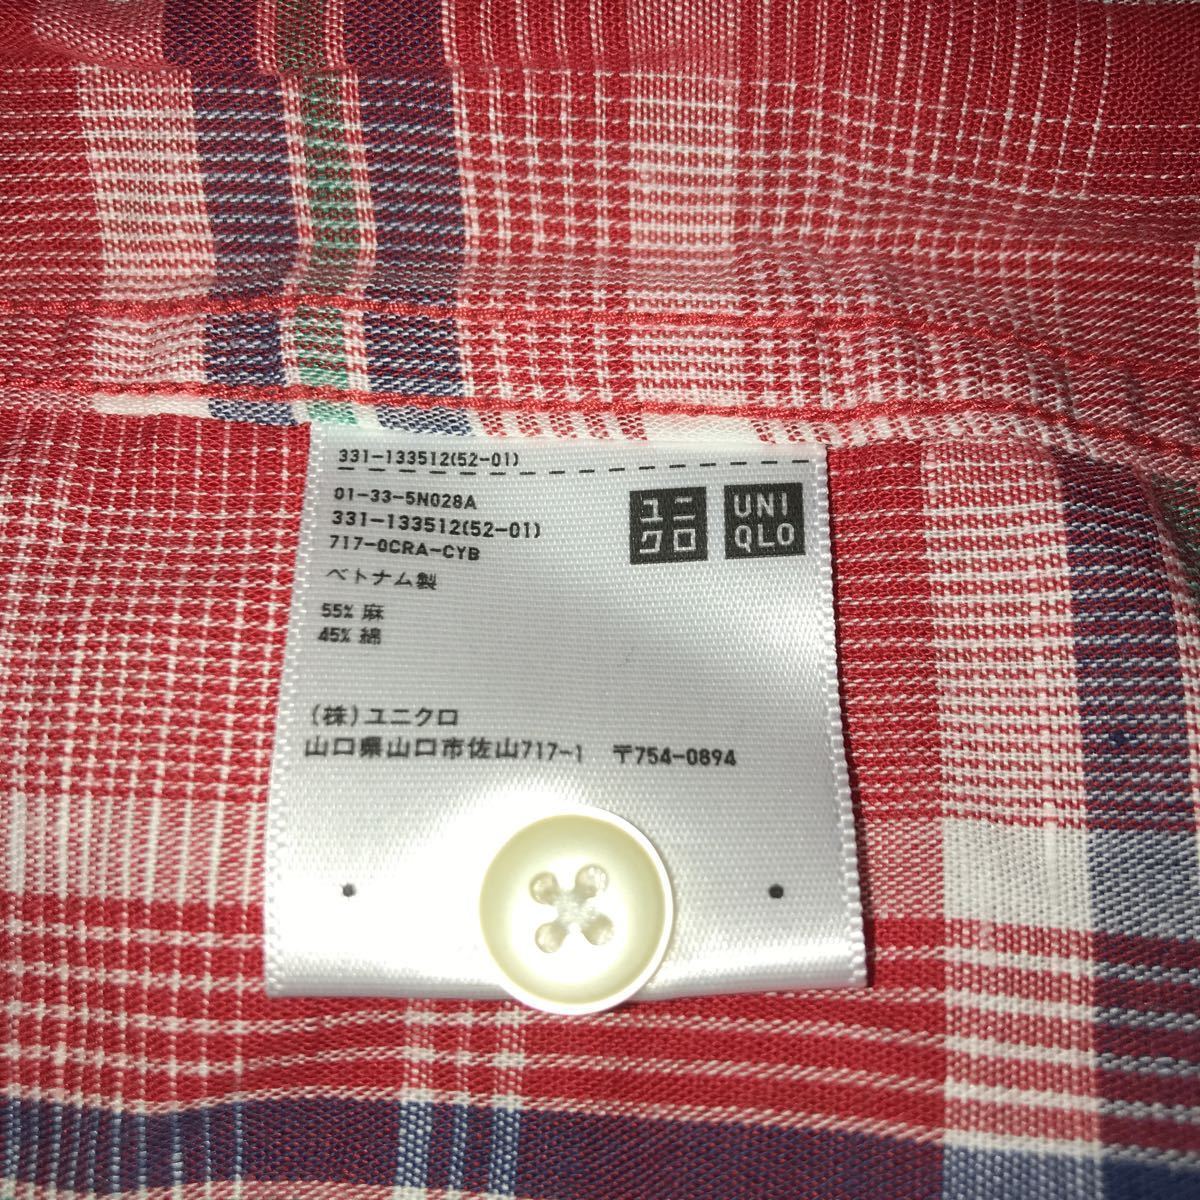 331-133512(52-01)
01-33-5N028A
331-133512(52-01)
717-0CRA-CYB
ベトナム製
55% 麻
45% 綿
ユニ
クロ
UNI
QLO
(株)ユニクロ
山口県山口市佐山717-1 〒754-0894